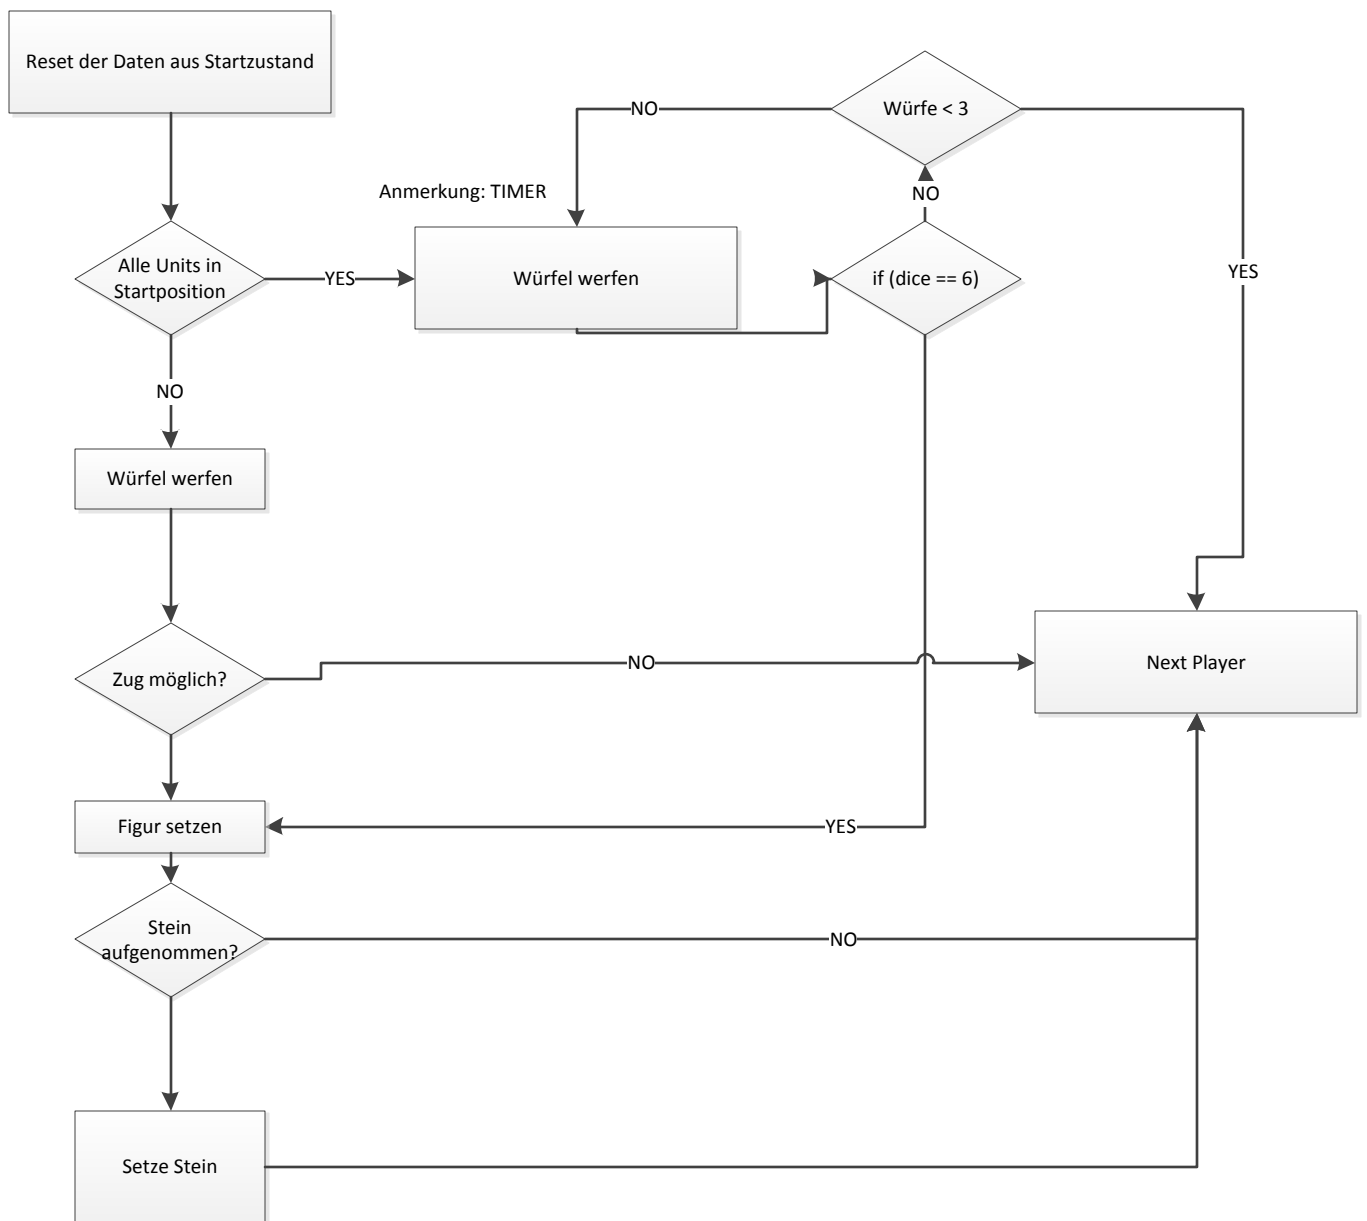 Reset der Daten aus Startzustand
Würfe < 3
NO
YES
Anmerkung: TIMER
NO
Alle Units in
Startposition
YES
Würfel werfen
if (dice == 6)
NO
Würfel werfen
Zug möglich?
NO
Next Player
Figur setzen
YES
Stein
aufgenommen?
NO
Setze Stein